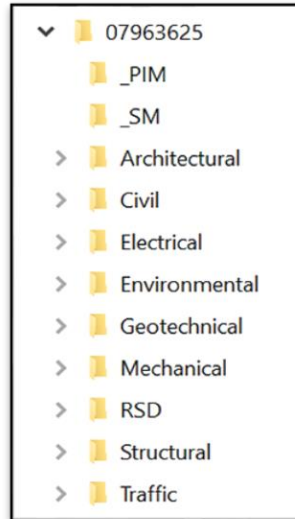 07963625
_PIM
_SM
Architectural
Civil
Electrical
Environmental
Geotechnical
Mechanical
RSD
Structural
Traffic